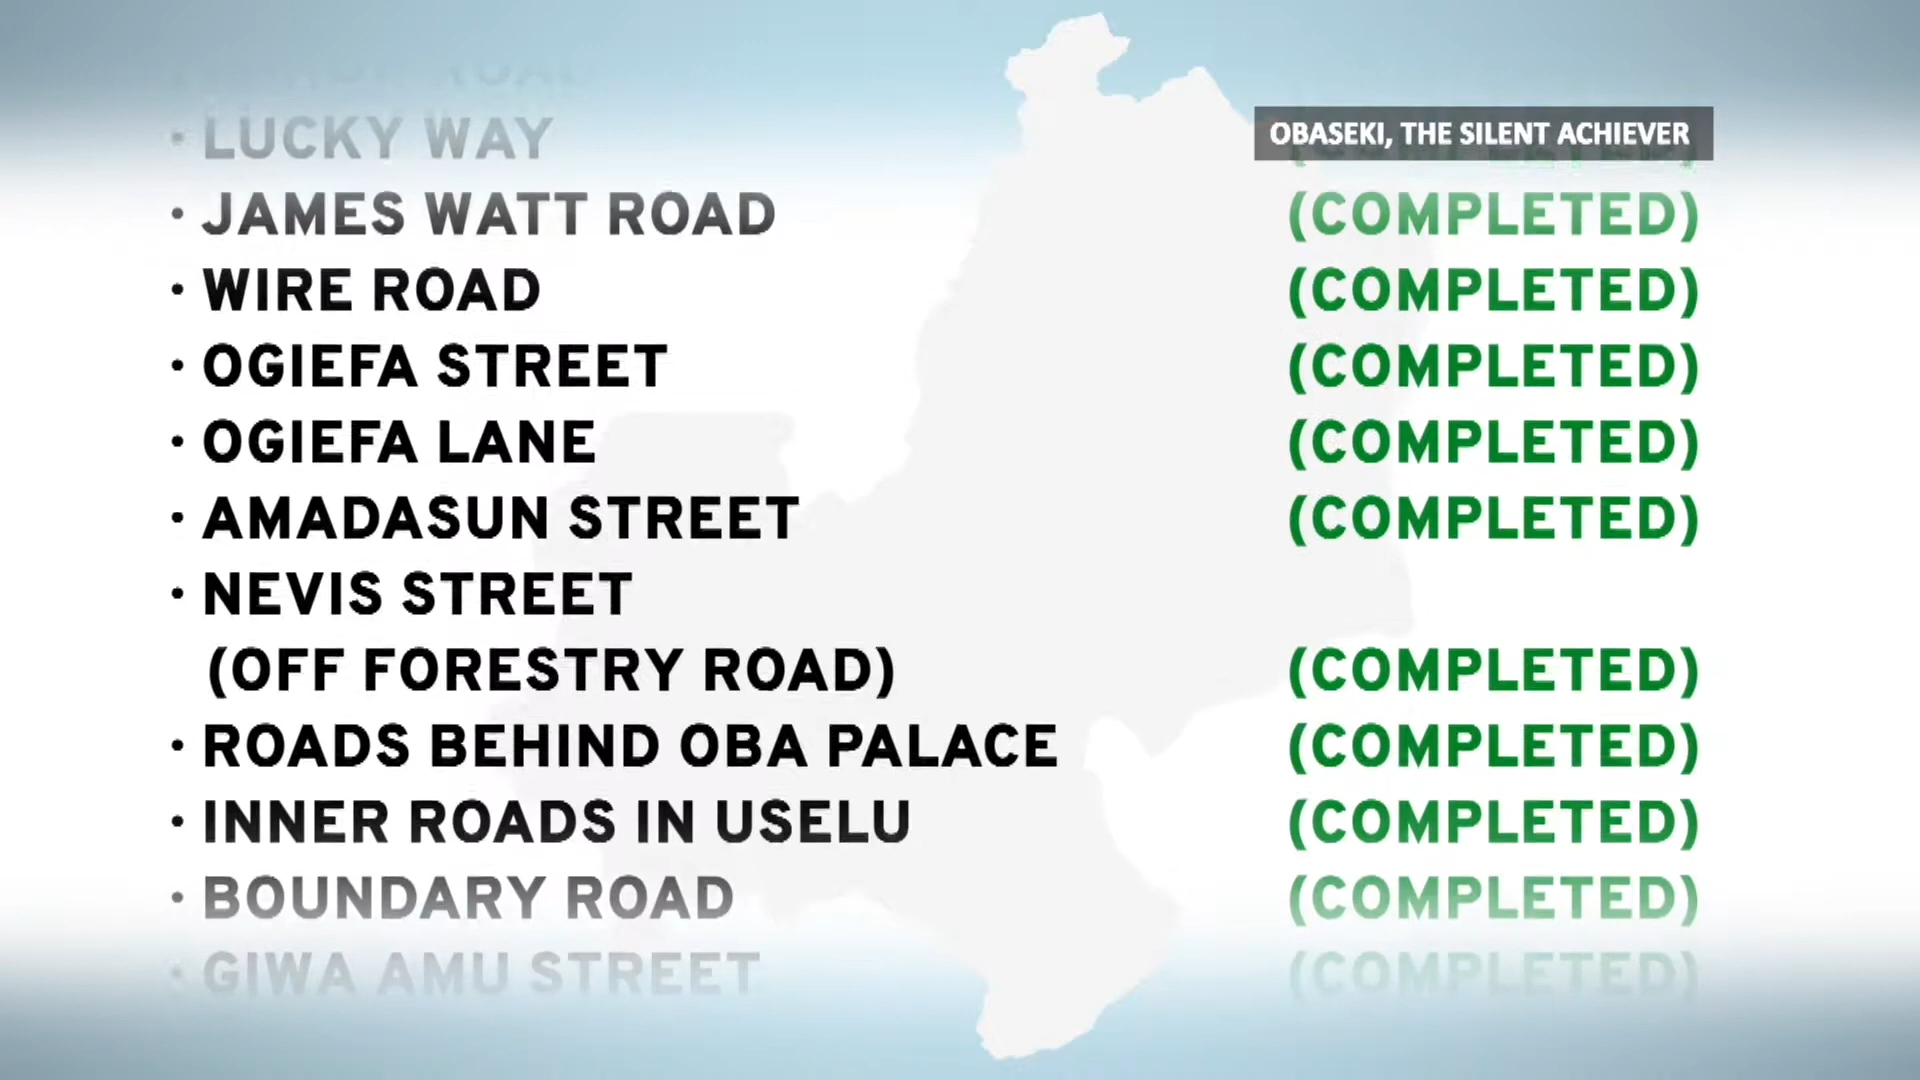 · LUCKY WAY
OBASEKI, THE SILENT ACHIEVER
· JAMES WATT ROAD (COMPLETED)
· WIRE ROAD (COMPLETED)
· OGIEFA STREET (COMPLETED)
· OGIEFA LANE (COMPLETED)
· AMADASUN STREET (COMPLETED)
· NEVIS STREET
(OFF FORESTRY ROAD) (COMPLETED)
· ROADS BEHIND OBA PALACE (COMPLETED)
· INNER ROADS IN USELU (COMPLETED)
· BOUNDARY ROAD (COMPLETED)
· GIWA AMU STREET (COMPLETED)